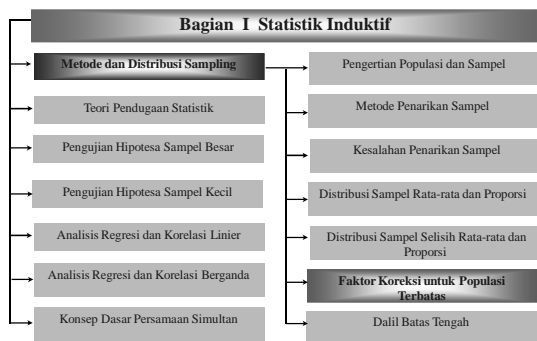 Bagian I Statistik Induktif
Metode dan Distribusi Sampling
Teori Pendugaan Statistik
Pengujian Hipotesa Sampel Besar
Pengujian Hipotesa Sampel Kecil
Analisis Regresi dan Korelasi Linier
Analisis Regresi dan Korelasi Berganda
Konsep Dasar Persamaan Simultan
Pengertian Populasi dan Sampel
Metode Penarikan Sampel
Kesalahan Penarikan Sampel
Distribusi Sampel Rata-rata dan Proporsi
Distribusi Sampel Selisih Rata-rata dan
Proporsi
Faktor Koreksi untuk Populasi
Terbatas
Dalil Batas Tengah